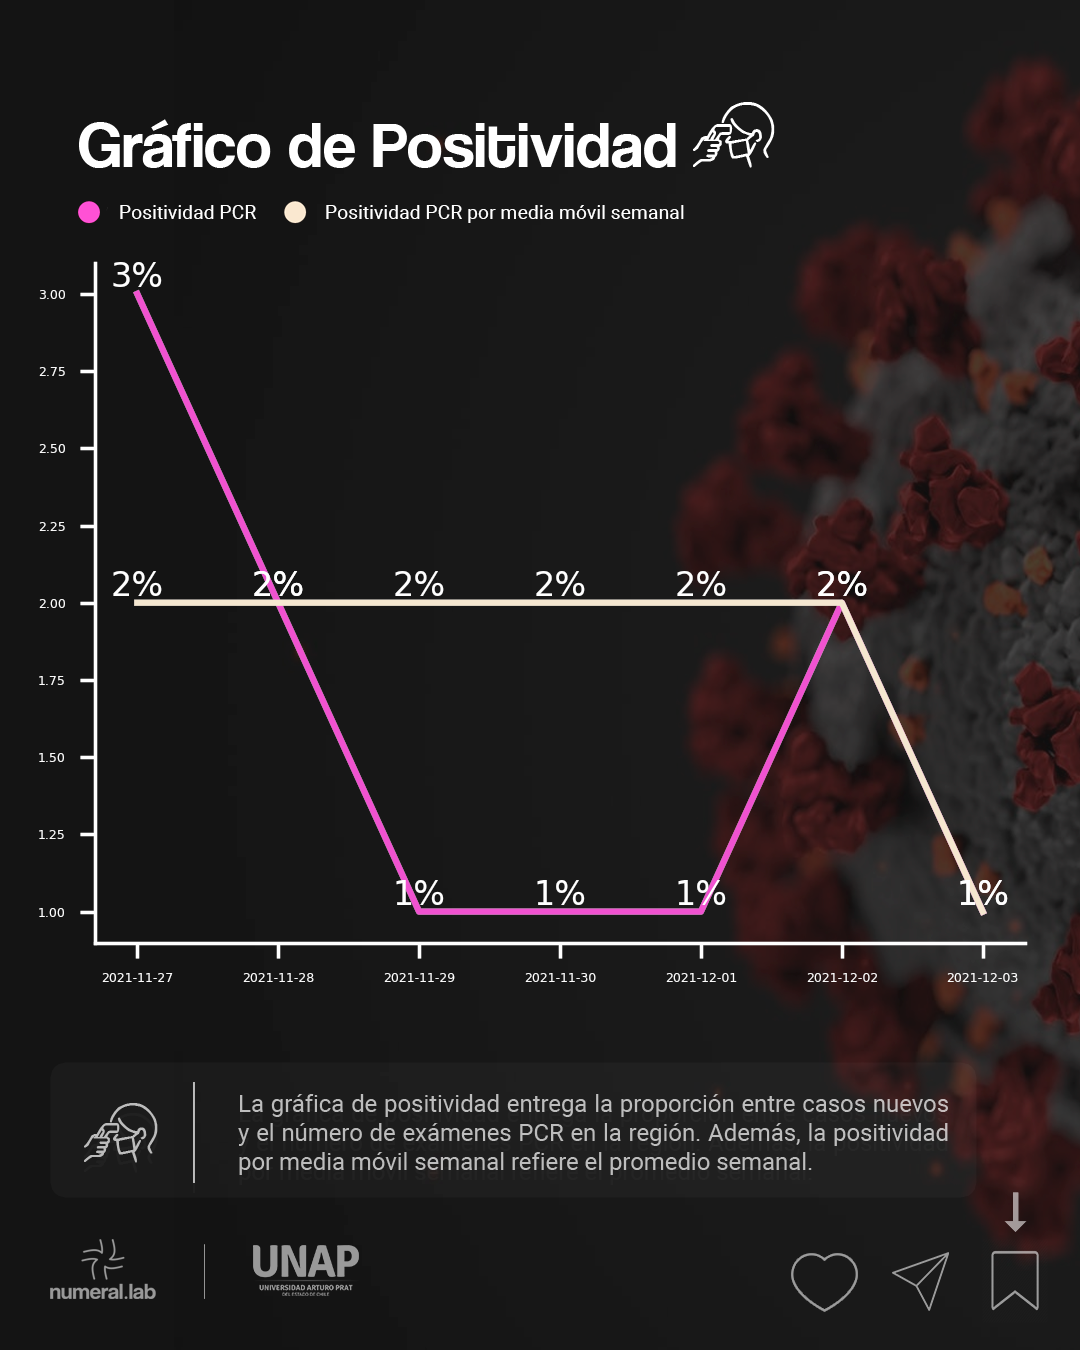 Gráfico de Positividad
Positividad PCR
Positividad PCR por media móvil semanal
3%
3.00
2.75
2.50
2.25
2% 2% 2% 2% 2% 2%
2.00
1.75
1.50
1.25
1% 1% 1% 1%
1.00
2021-11-27 2021-11-28 2021-11-29 2021-11-30 2021-12-01 2021-12-02 2021-12-03
La gráfica de positividad entrega la proporción entre casos nuevos
y el número de exámenes PCR en la región. Además, la positividad
por media móvil semanal refiere el promedio semanal.
numeral.lab
UNAP
UNIVERSIDAD ARTURO PRAT
DEL ESTADO DE CHILE